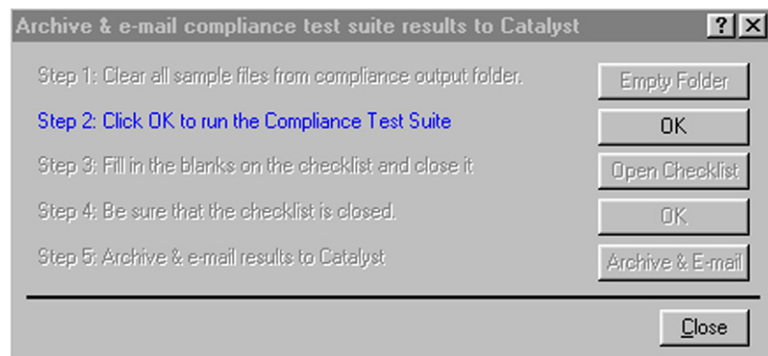 Archive & e-mail compliance test suite results to Catalyst ? X
Step 1: Clear all sample files from compliance output folder. Empty Folder
Step 2: Click OK to run the Compliance Test Suite OK
Step 3: Fill in the blanks on the checklist and close it Open Checklist
Step 4: Be sure that the checklist is closed. OK
Step 5: Archive & e-mail results to Catalyst Archive & E-mail
Close